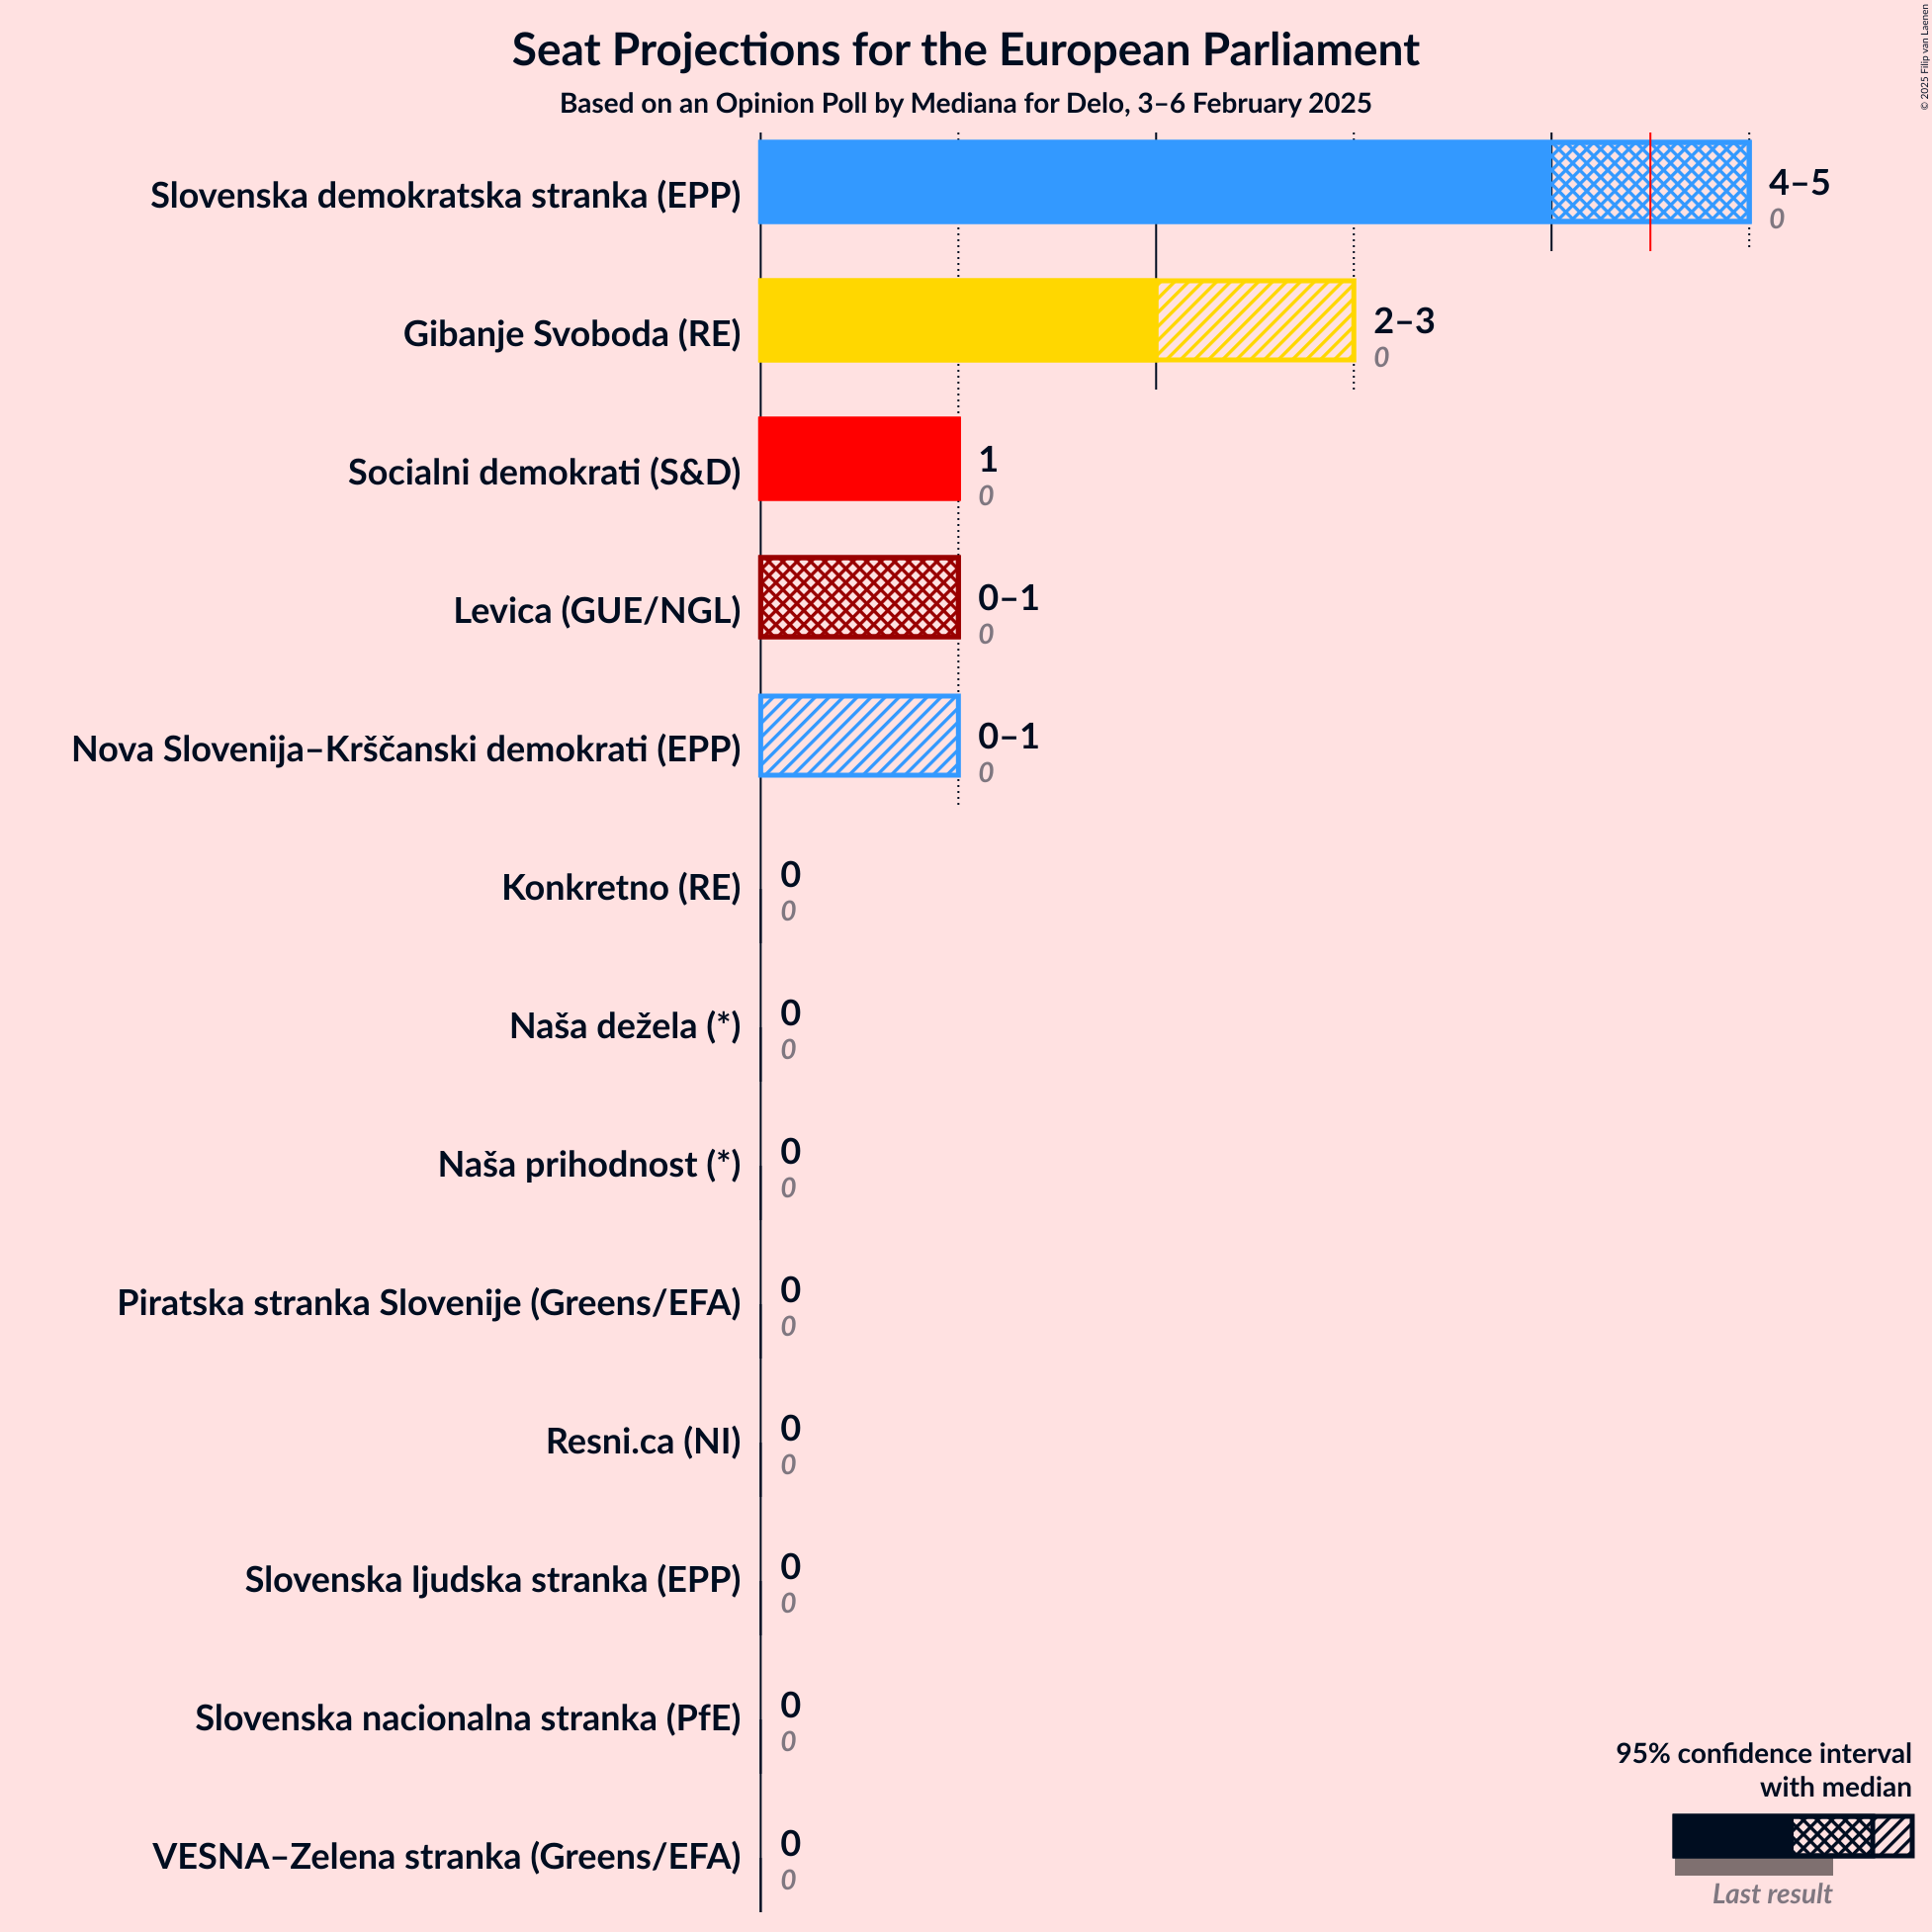 Seat Projections for the European Parliament
Based on an Opinion Poll by Mediana for Delo, 3–6 February 2025
© 2025 Filip van Laenen
Slovenska demokratska stranka (EPP)
4–5
0
Gibanje Svoboda (RE)
2–3
0
Socialni demokrati (S&D)
1
0
Levica (GUE/NGL)
0–1
0
Nova Slovenija–Krščanski demokrati (EPP)
0–1
0
Konkretno (RE)
0
0
Naša dežela (*)
0
0
Naša prihodnost (*)
0
0
Piratska stranka Slovenije (Greens/EFA)
0
0
Resni.ca (NI)
0
0
Slovenska ljudska stranka (EPP)
0
0
Slovenska nacionalna stranka (PfE)
0
0
VESNA–Zelena stranka (Greens/EFA)
0
0
95% confidence interval
with median
Last result